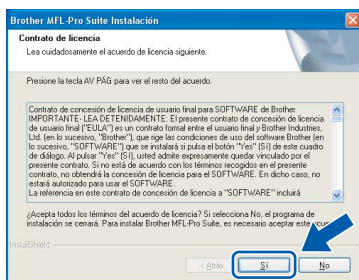 Brother MFL-Pro Suite Instalación
Contrato de licencia
Lea cuidadosamente el acuerdo de licencia siguiente.
Presione la tecla AV PÁG para ver el resto del acuerdo.
Contrato de concesión de licencia de usuario final para SOFTWARE de Brother
IMPORTANTE- LEA DETENIDAMENTE: El presente contrato de concesión de licencia
de usuario final ("EULA") es un contrato formal entre el usuario final y Brother Industries,
Ltd. (en lo sucesivo, "Brother"), que rige las condiciones de uso del software Brother (en
lo sucesivo, "SOFTWARE") que se instalará si pulsa el botón "Yes" (Sí) de este cuadro
de diálogo. Al pulsar "Yes" (Sí), usted admite expresamente quedar vinculado por el
presente contrato. Si no está de acuerdo con los términos recogidos en el presente
contrato, no obtendrá la concesión de licencia para el SOFTWARE. En dicho caso, no
estará autorizado para usar el SOFTWARE.
La referencia en este contrato de concesión de licencia a "SOFTWARE" incluirá
¿Acepta todos los términos del acuerdo de licencia? Si selecciona No, el programa de
instalación se cerrará. Para instalar Brother MFL-Pro Suite, es necesario aceptar este
InstallShield
< Atrás
Sí
No